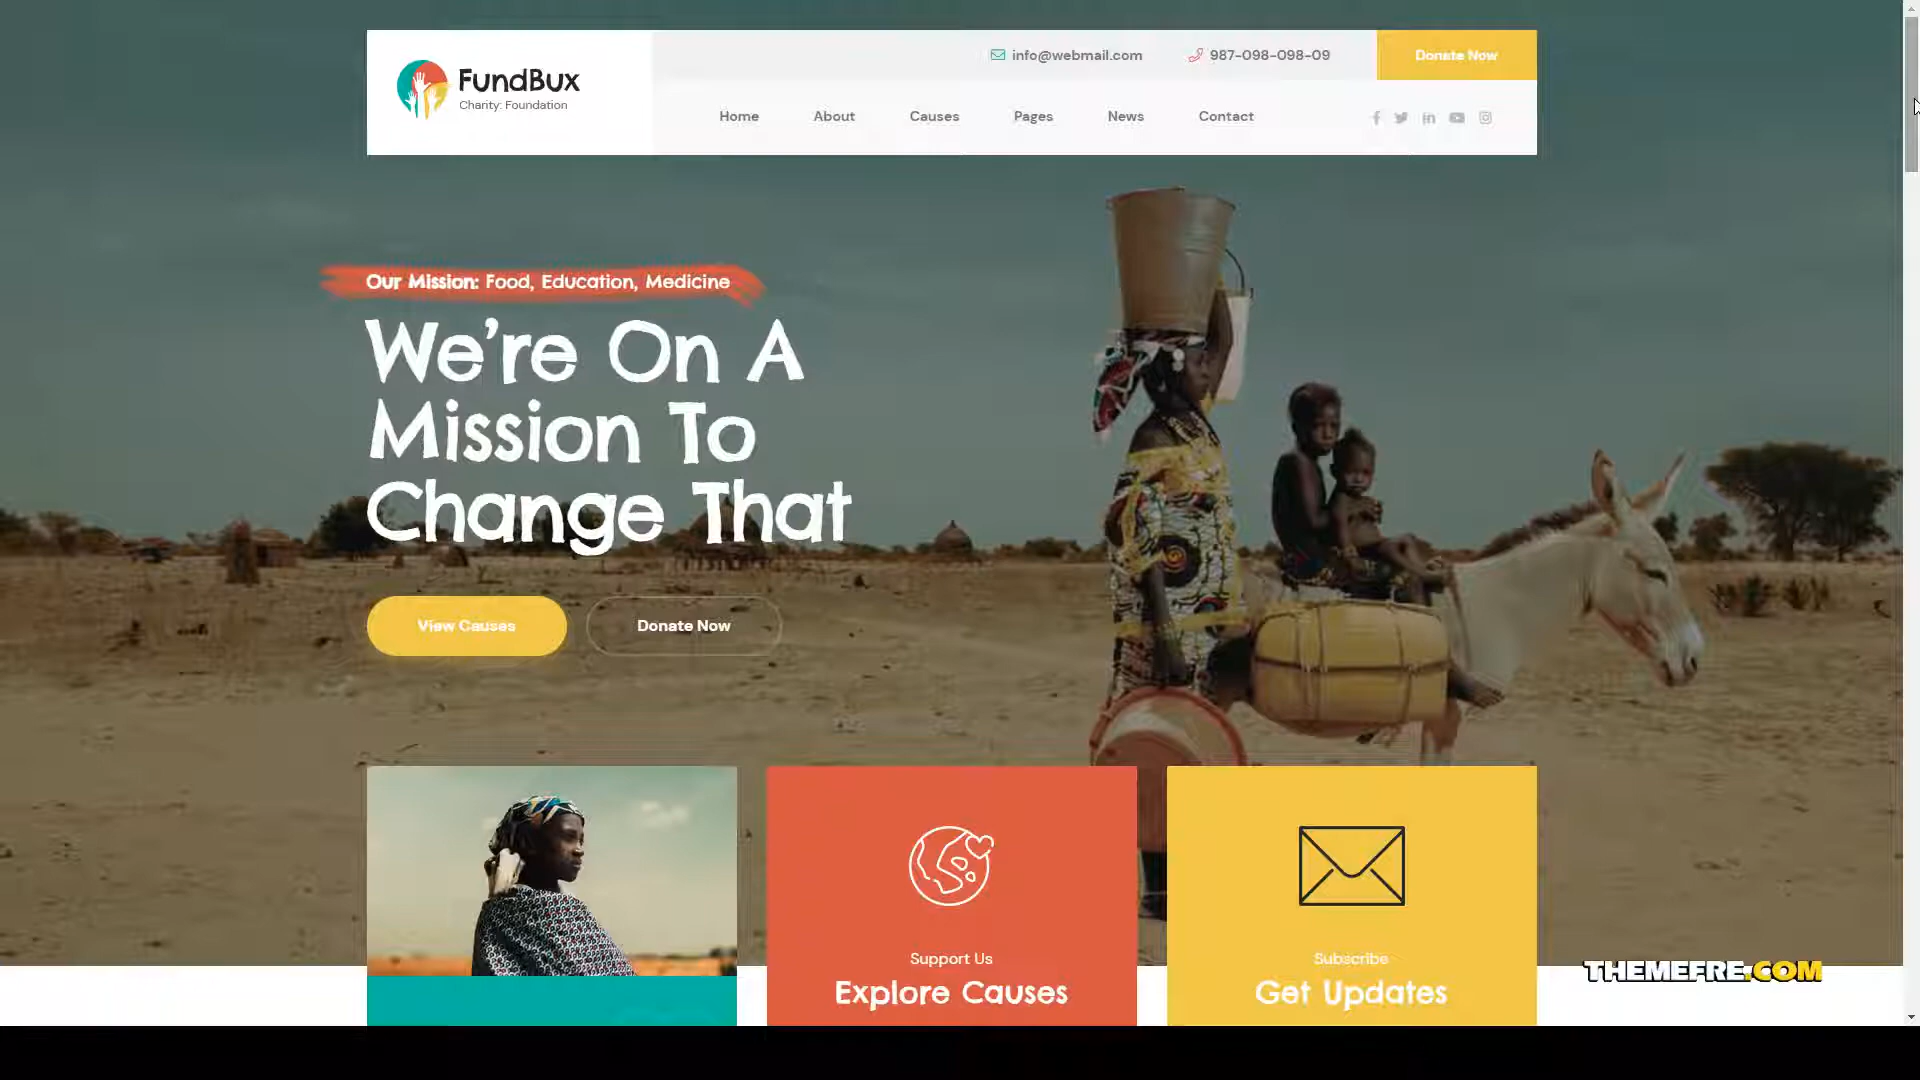 info@webmail.com
987-098-098-09
Donate Now
FundBux
Charity: Foundation
Home
About
Causes
Pages
News
Contact
Our Mission: Food, Education, Medicine
We're On A
Mission To
Change That
View Causes
Donate Now
Support Us
Explore Causes
Subscribe
Get Updates
THEMEFRE.COM